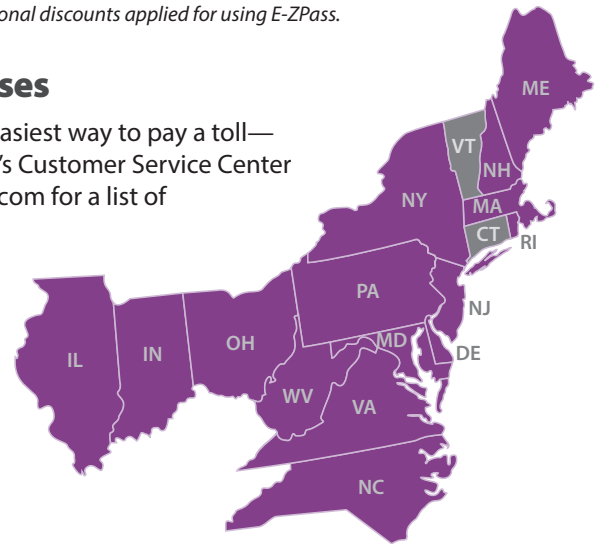 onal discounts applied for using E-ZPass.
ses
asiest way to pay a toll—
's Customer Service Center
com for a list of
ME
VT
NH
NY
MA
CT
RI
PA
NJ
OH
MD
DE
IL
IN
WV
VA
NC